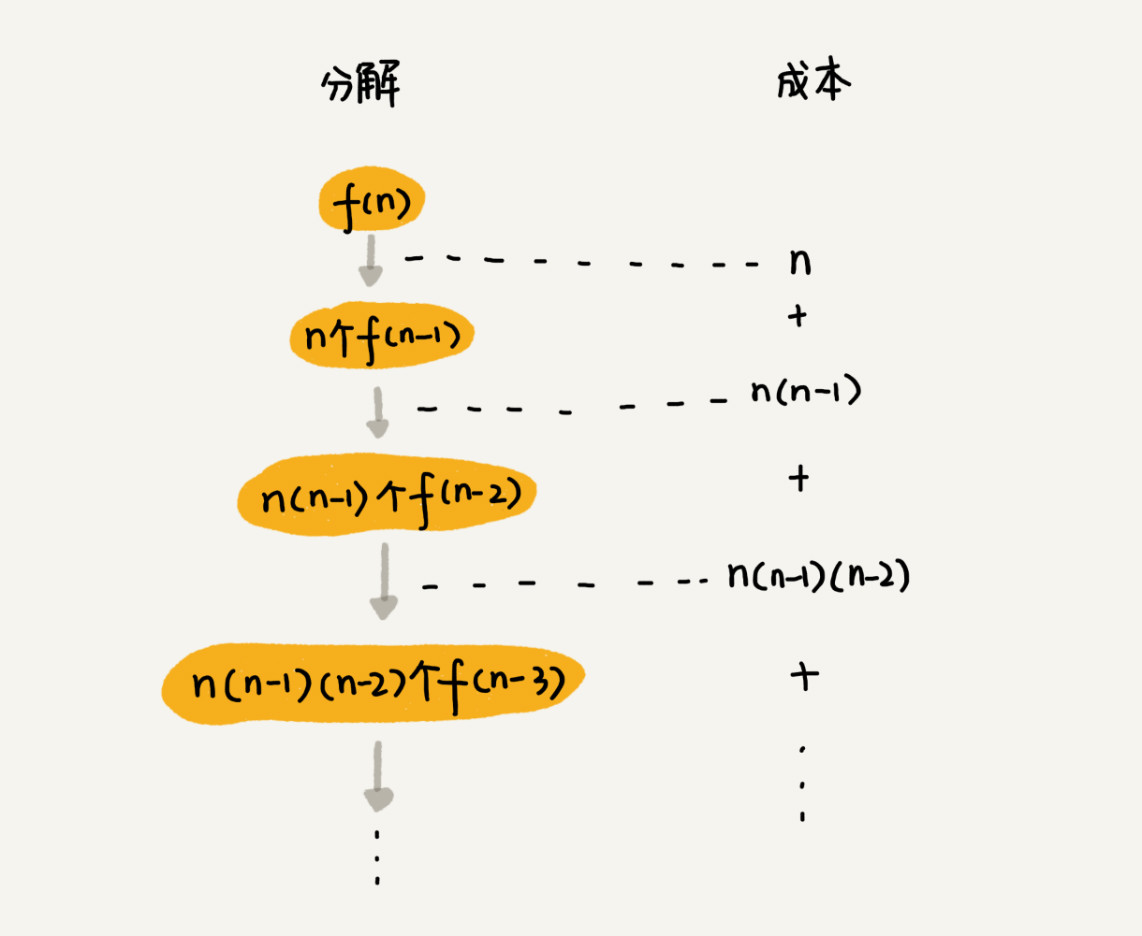 分解 成本
f(n)
n
n个f(n-1)
+
n(n-1)
n(n-1)个f(n-2)
+
n(n-1)(n-2)
n(n-1)(n-2)个f(n-3)
+